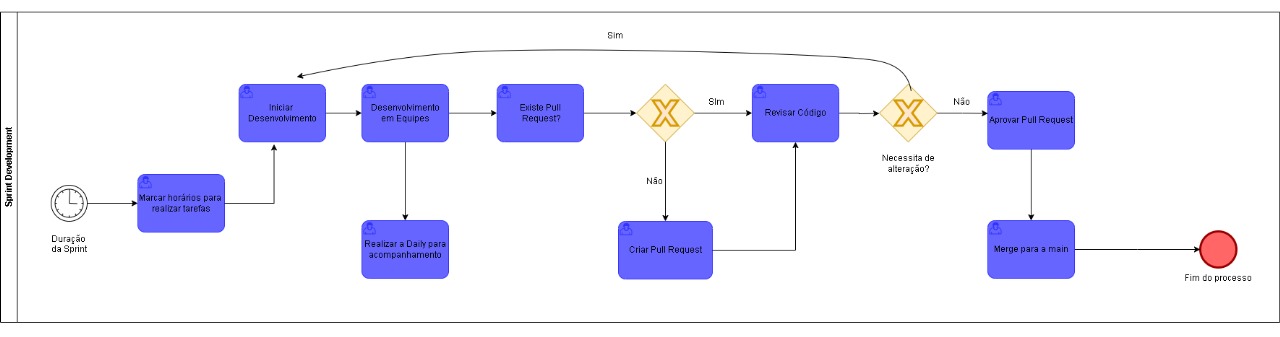 Sprint Development
Sim
Iniciar
Desenvolvimento
Desenvolvimento
em Equipes
Existe Pull
Request?
SIm
Revisar Código
Não
Aprovar Pull Request
Necessita de
alteração?
Não
Marcar horários para
realizar tarefas
Duração
da Sprint
Realizar a Daily para
acompanhamento
Criar Pull Request
Merge para a main
Fim do processo